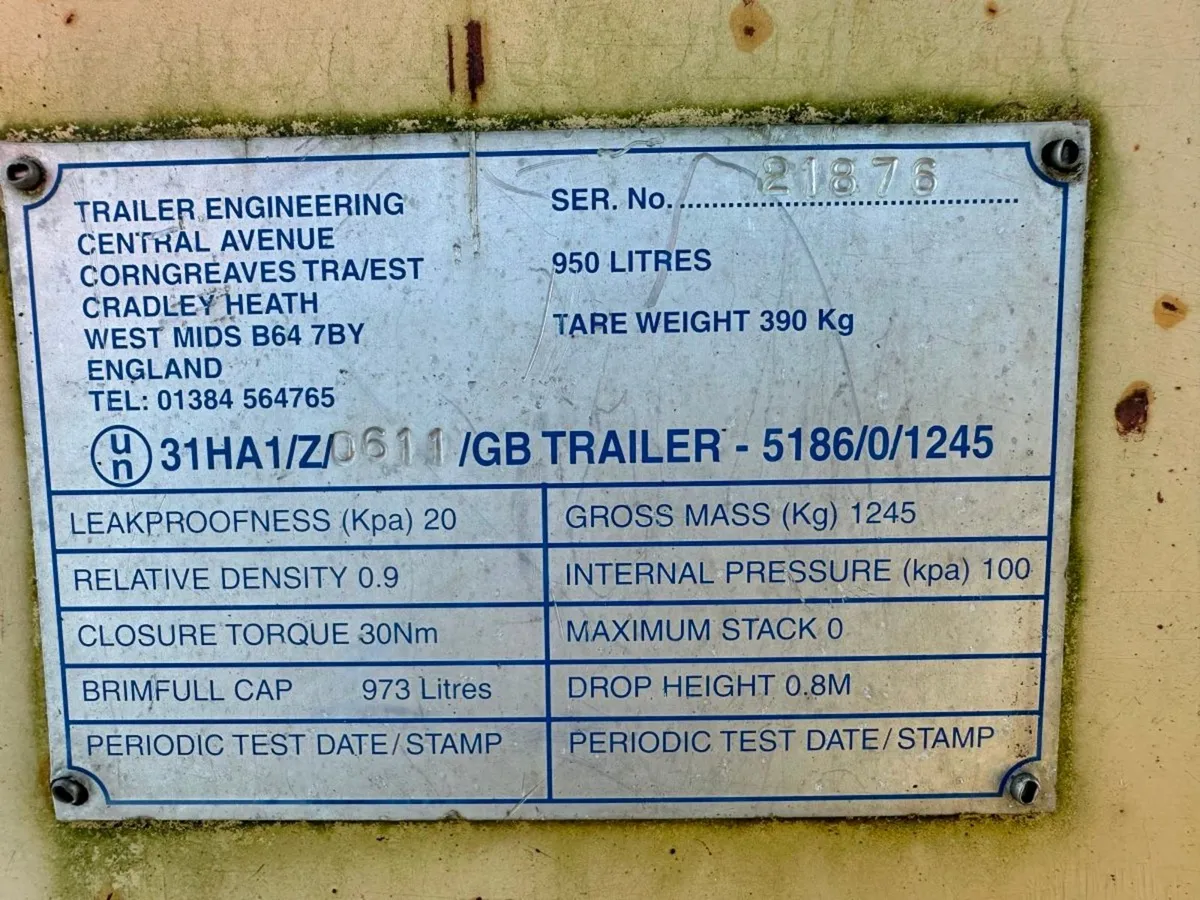 TRAILER ENGINEERING
CENTRAL AVENUE
CORNGREAVES TRA/EST
CRADLEY HEATH
WEST MIDS B64 7BY
ENGLAND
TEL: 01384 564765
SER. No. 21876
950 LITRES
TARE WEIGHT 390 Kg
un 31HA1/Z/0611/GB TRAILER - 5186/0/1245
LEAKPROOFNESS (Kpa) 20
GROSS MASS (Kg) 1245
RELATIVE DENSITY 0.9
INTERNAL PRESSURE (kpa) 100
CLOSURE TORQUE 30Nm
MAXIMUM STACK 0
BRIMFULL CAP 973 Litres
DROP HEIGHT 0.8M
PERIODIC TEST DATE/STAMP
PERIODIC TEST DATE/STAMP